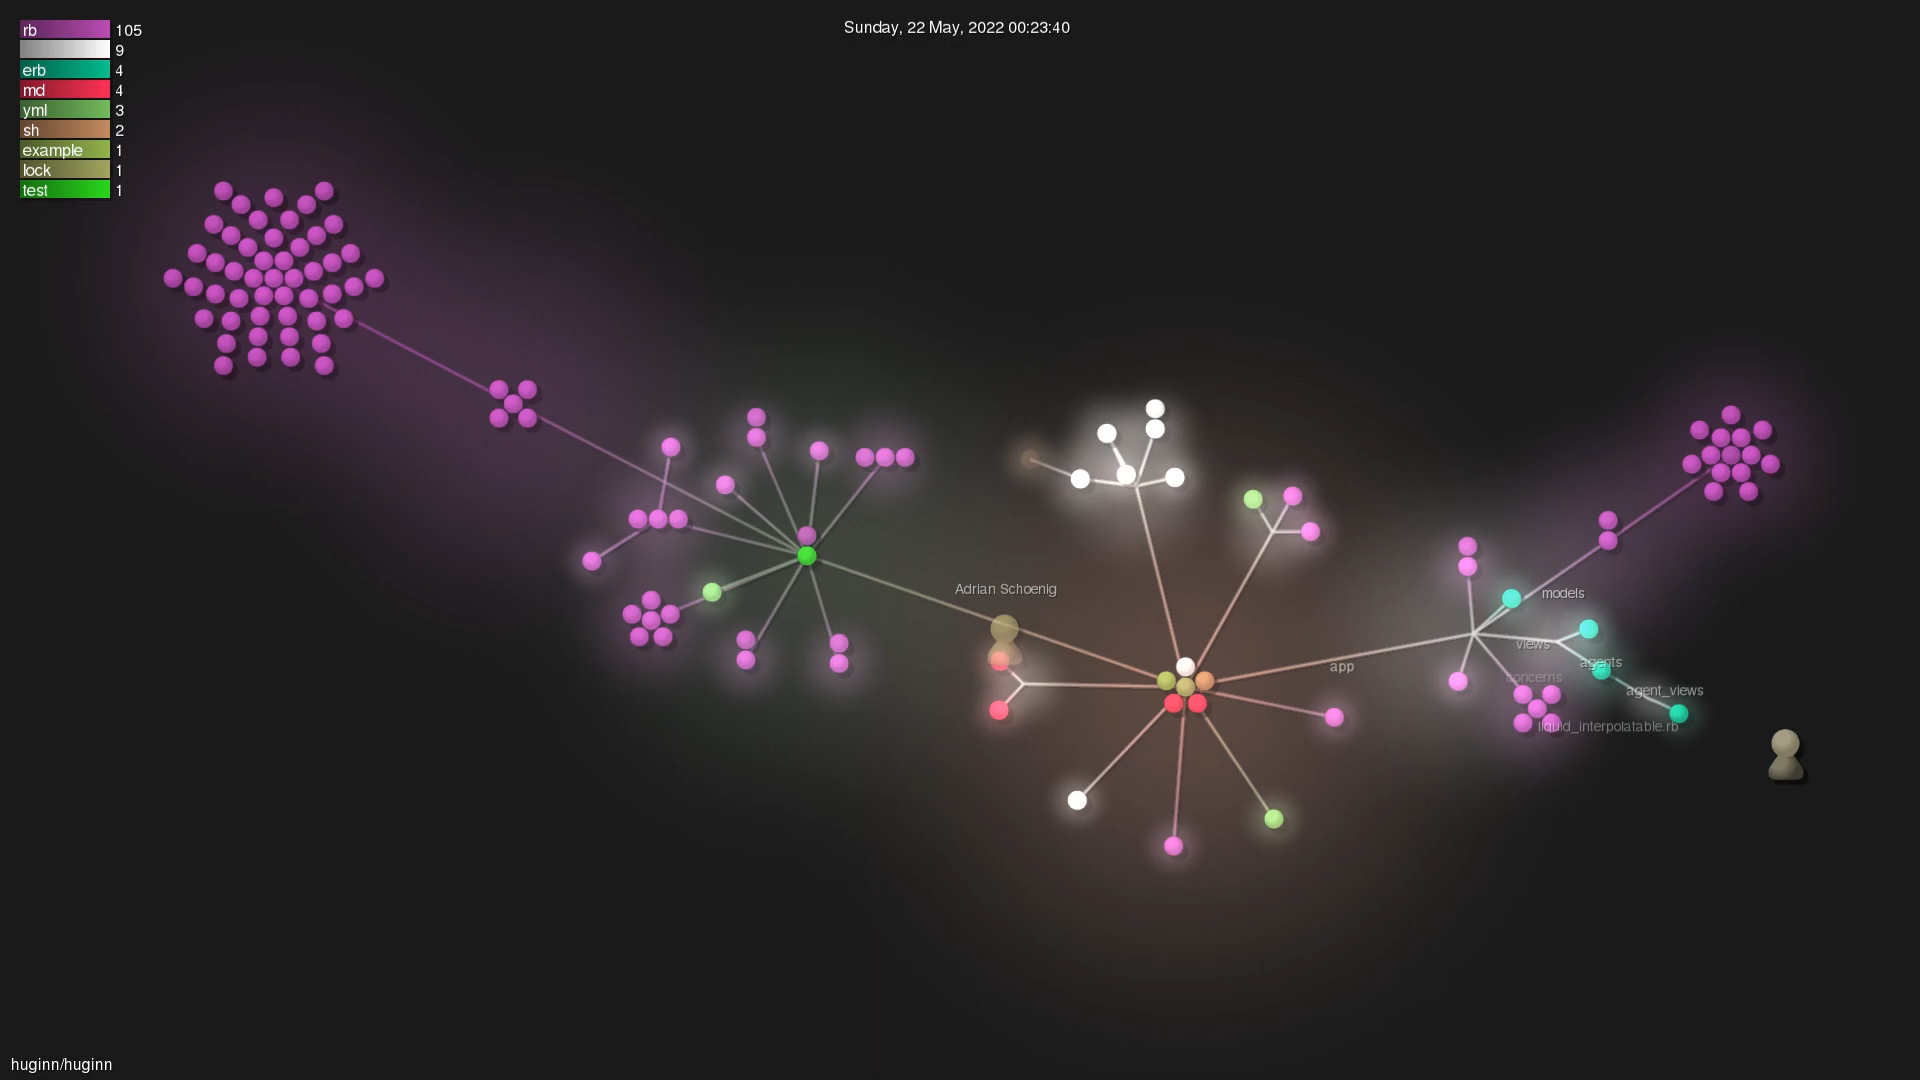 rb 105
9
erb 4
md 4
yml 3
sh 2
example 1
lock 1
test 1
Sunday, 22 May, 2022 00:23:40
Adrian Schoenig
models
views
app
agents
concerns
agent_views
liquid_interpolatable.rb
huginn/huginn